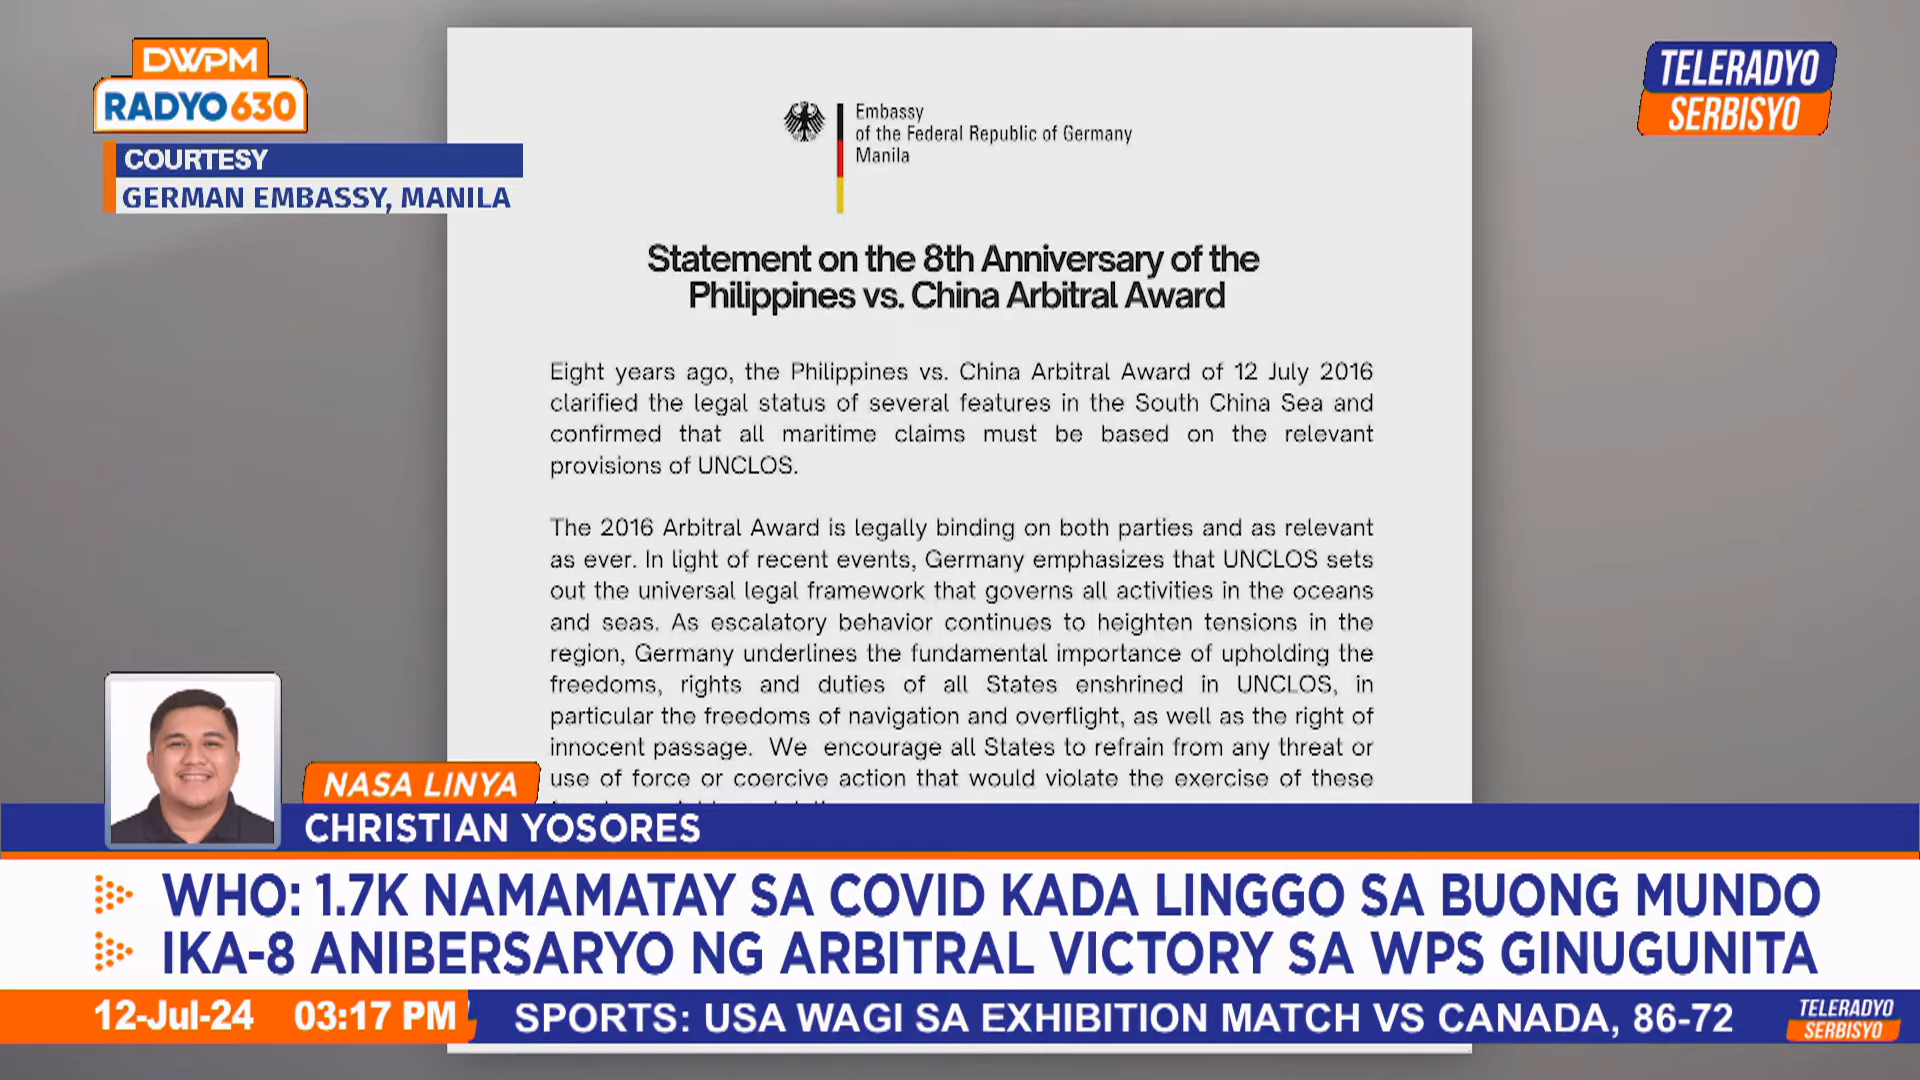 DWPM
RADYO 630
TELERADYO
SERBISYO
COURTESY
GERMAN EMBASSY, MANILA
Embassy
of the Federal Republic of Germany
Manila
Statement on the 8th Anniversary of the
Philippines vs. China Arbitral Award
Eight years ago, the Philippines vs. China Arbitral Award of 12 July 2016
clarified the legal status of several features in the South China Sea and
confirmed that all maritime claims must be based on the relevant
provisions of UNCLOS.
The 2016 Arbitral Award is legally binding on both parties and as relevant
as ever. In light of recent events, Germany emphasizes that UNCLOS sets
out the universal legal framework that governs all activities in the oceans
and seas. As escalatory behavior continues to heighten tensions in the
region, Germany underlines the fundamental importance of upholding the
freedoms, rights and duties of all States enshrined in UNCLOS, in
particular the freedoms of navigation and overflight, as well as the right of
innocent passage. We encourage all States to refrain from any threat or
use of force or coercive action that would violate the exercise of these
NASA LINYA
CHRISTIAN YOSORES
WHO: 1.7K NAMAMATAY SA COVID KADA LINGGO SA BUONG MUNDO
IKA-8 ANIBERSARYO NG ARBITRAL VICTORY SA WPS GINUGUNITA
12-Jul-24 03:17 PM SPORTS: USA WAGI SA EXHIBITION MATCH VS CANADA, 86-72
TELERADYO
SERBISYO